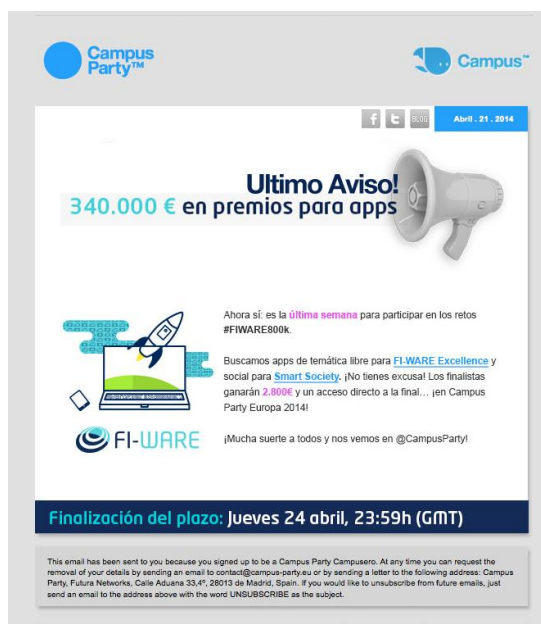 Campus
Party™
Campus™
f t BLOG
Abril . 21 . 2014
Ultimo Aviso!
340.000 € en premios para apps
Ahora sí: es la última semana para participar en los retos
#FIWARE800k.
Buscamos apps de temática libre para FI-WARE Excellence y
social para Smart Society. ¡No tienes excusa! Los finalistas
ganarán 2.800€ y un acceso directo a la final… ¡en Campus
Party Europa 2014!
FI-WARE
¡Mucha suerte a todos y nos vemos en @CampusParty!
Finalización del plazo: Jueves 24 abril, 23:59h (GMT)
This email has been sent to you because you signed up to be a Campus Party Campusero. At any time you can request the
removal of your details by sending an email to contact@campus-party.eu or by sending a letter to the following address: Campus
Party, Futura Networks, Calle Aduana 33,4º, 28013 de Madrid, Spain. If you would like to unsubscribe from future emails, just
send an email to the address above with the word UNSUBSCRIBE as the subject.